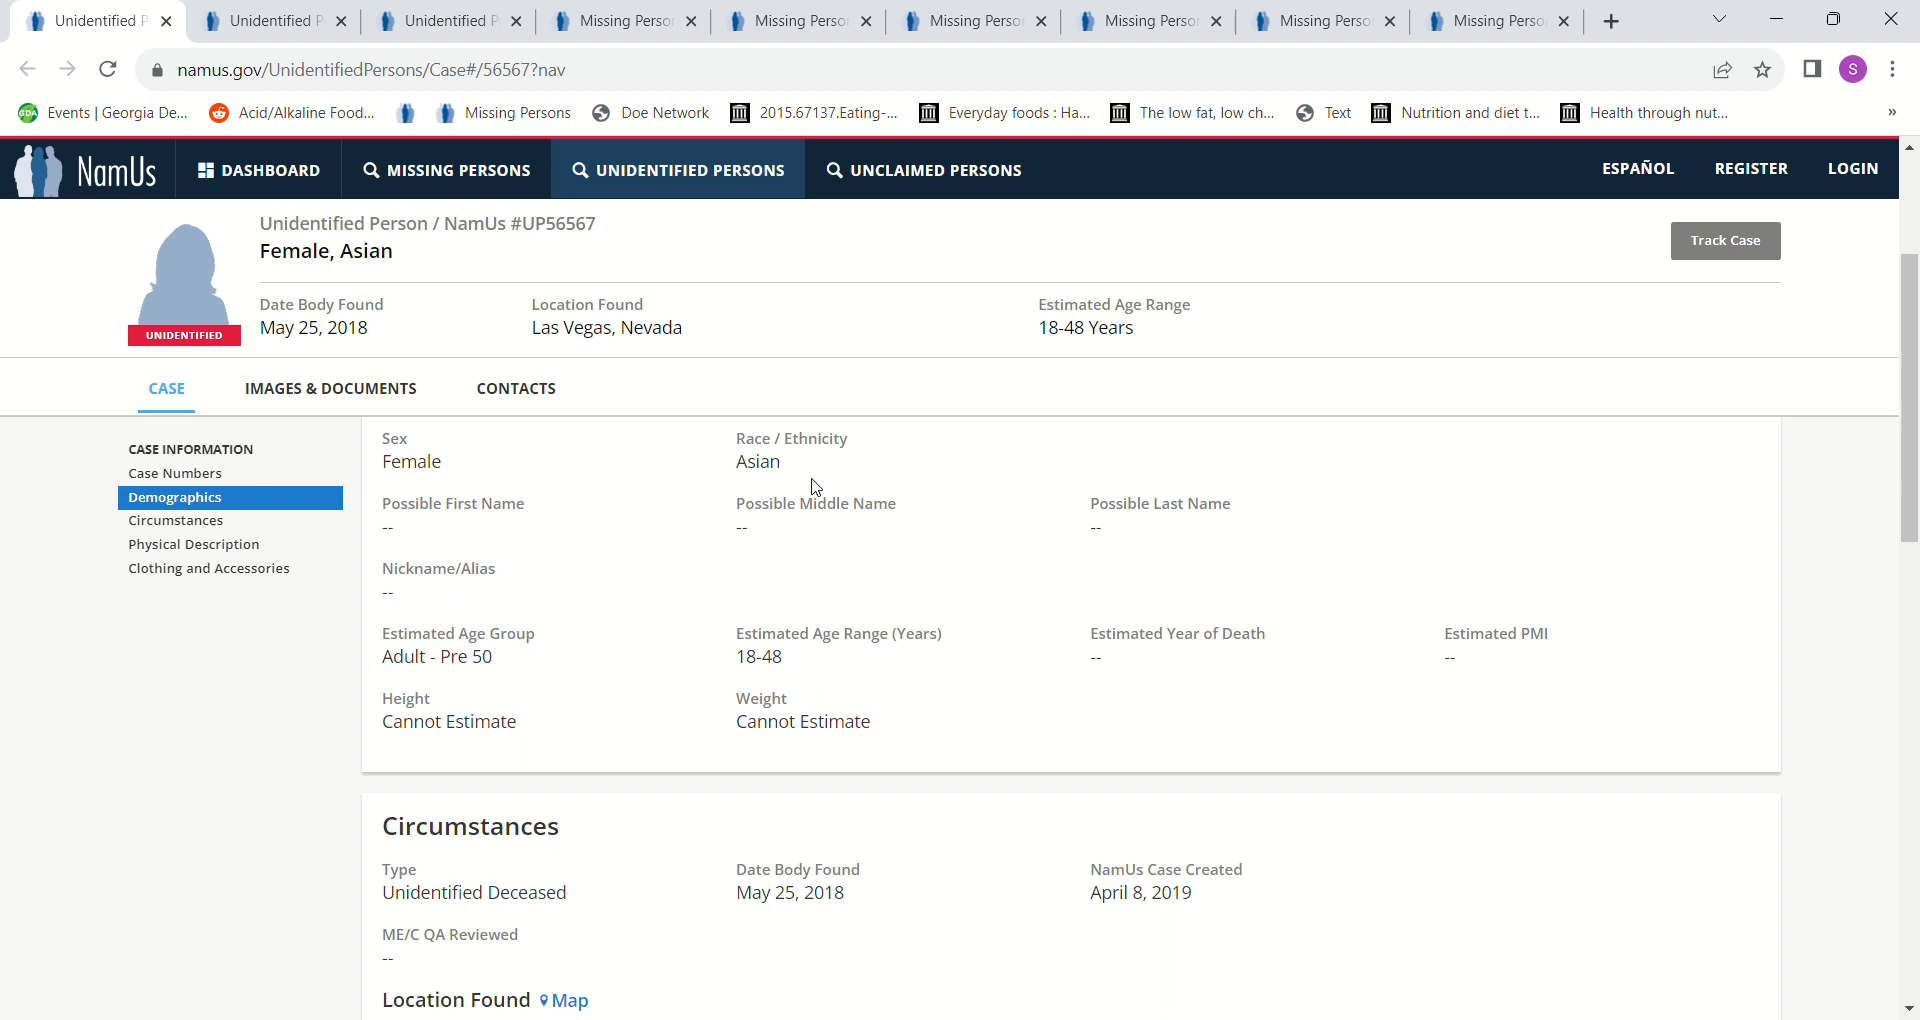 Unidentified P Unidentified P Unidentified P Missing Perso Missing Perso Missing Perso Missing Perso Missing Perso Missing Perso
namus.gov/UnidentifiedPersons/Case#/56567?nav S
GDA Events | Georgia De... Acid/Alkaline Food... Missing Persons Doe Network 2015.67137.Eating-... Everyday foods : Ha... The low fat, low ch... Text Nutrition and diet t... Health through nut... »
NamUs DASHBOARD MISSING PERSONS UNIDENTIFIED PERSONS UNCLAIMED PERSONS ESPAÑOL REGISTER LOGIN
Unidentified Person / NamUs #UP56567
Female, Asian
Track Case
Date Body Found Location Found Estimated Age Range
May 25, 2018 Las Vegas, Nevada 18-48 Years
UNIDENTIFIED
CASE IMAGES & DOCUMENTS CONTACTS
CASE INFORMATION
Case Numbers
Demographics
Circumstances
Physical Description
Clothing and Accessories
Sex Race / Ethnicity
Female Asian
Possible First Name Possible Middle Name Possible Last Name
-- -- --
Nickname/Alias
--
Estimated Age Group Estimated Age Range (Years) Estimated Year of Death Estimated PMI
Adult - Pre 50 18-48 -- --
Height Weight
Cannot Estimate Cannot Estimate
Circumstances
Type Date Body Found NamUs Case Created
Unidentified Deceased May 25, 2018 April 8, 2019
ME/C QA Reviewed
--
Location Found Map